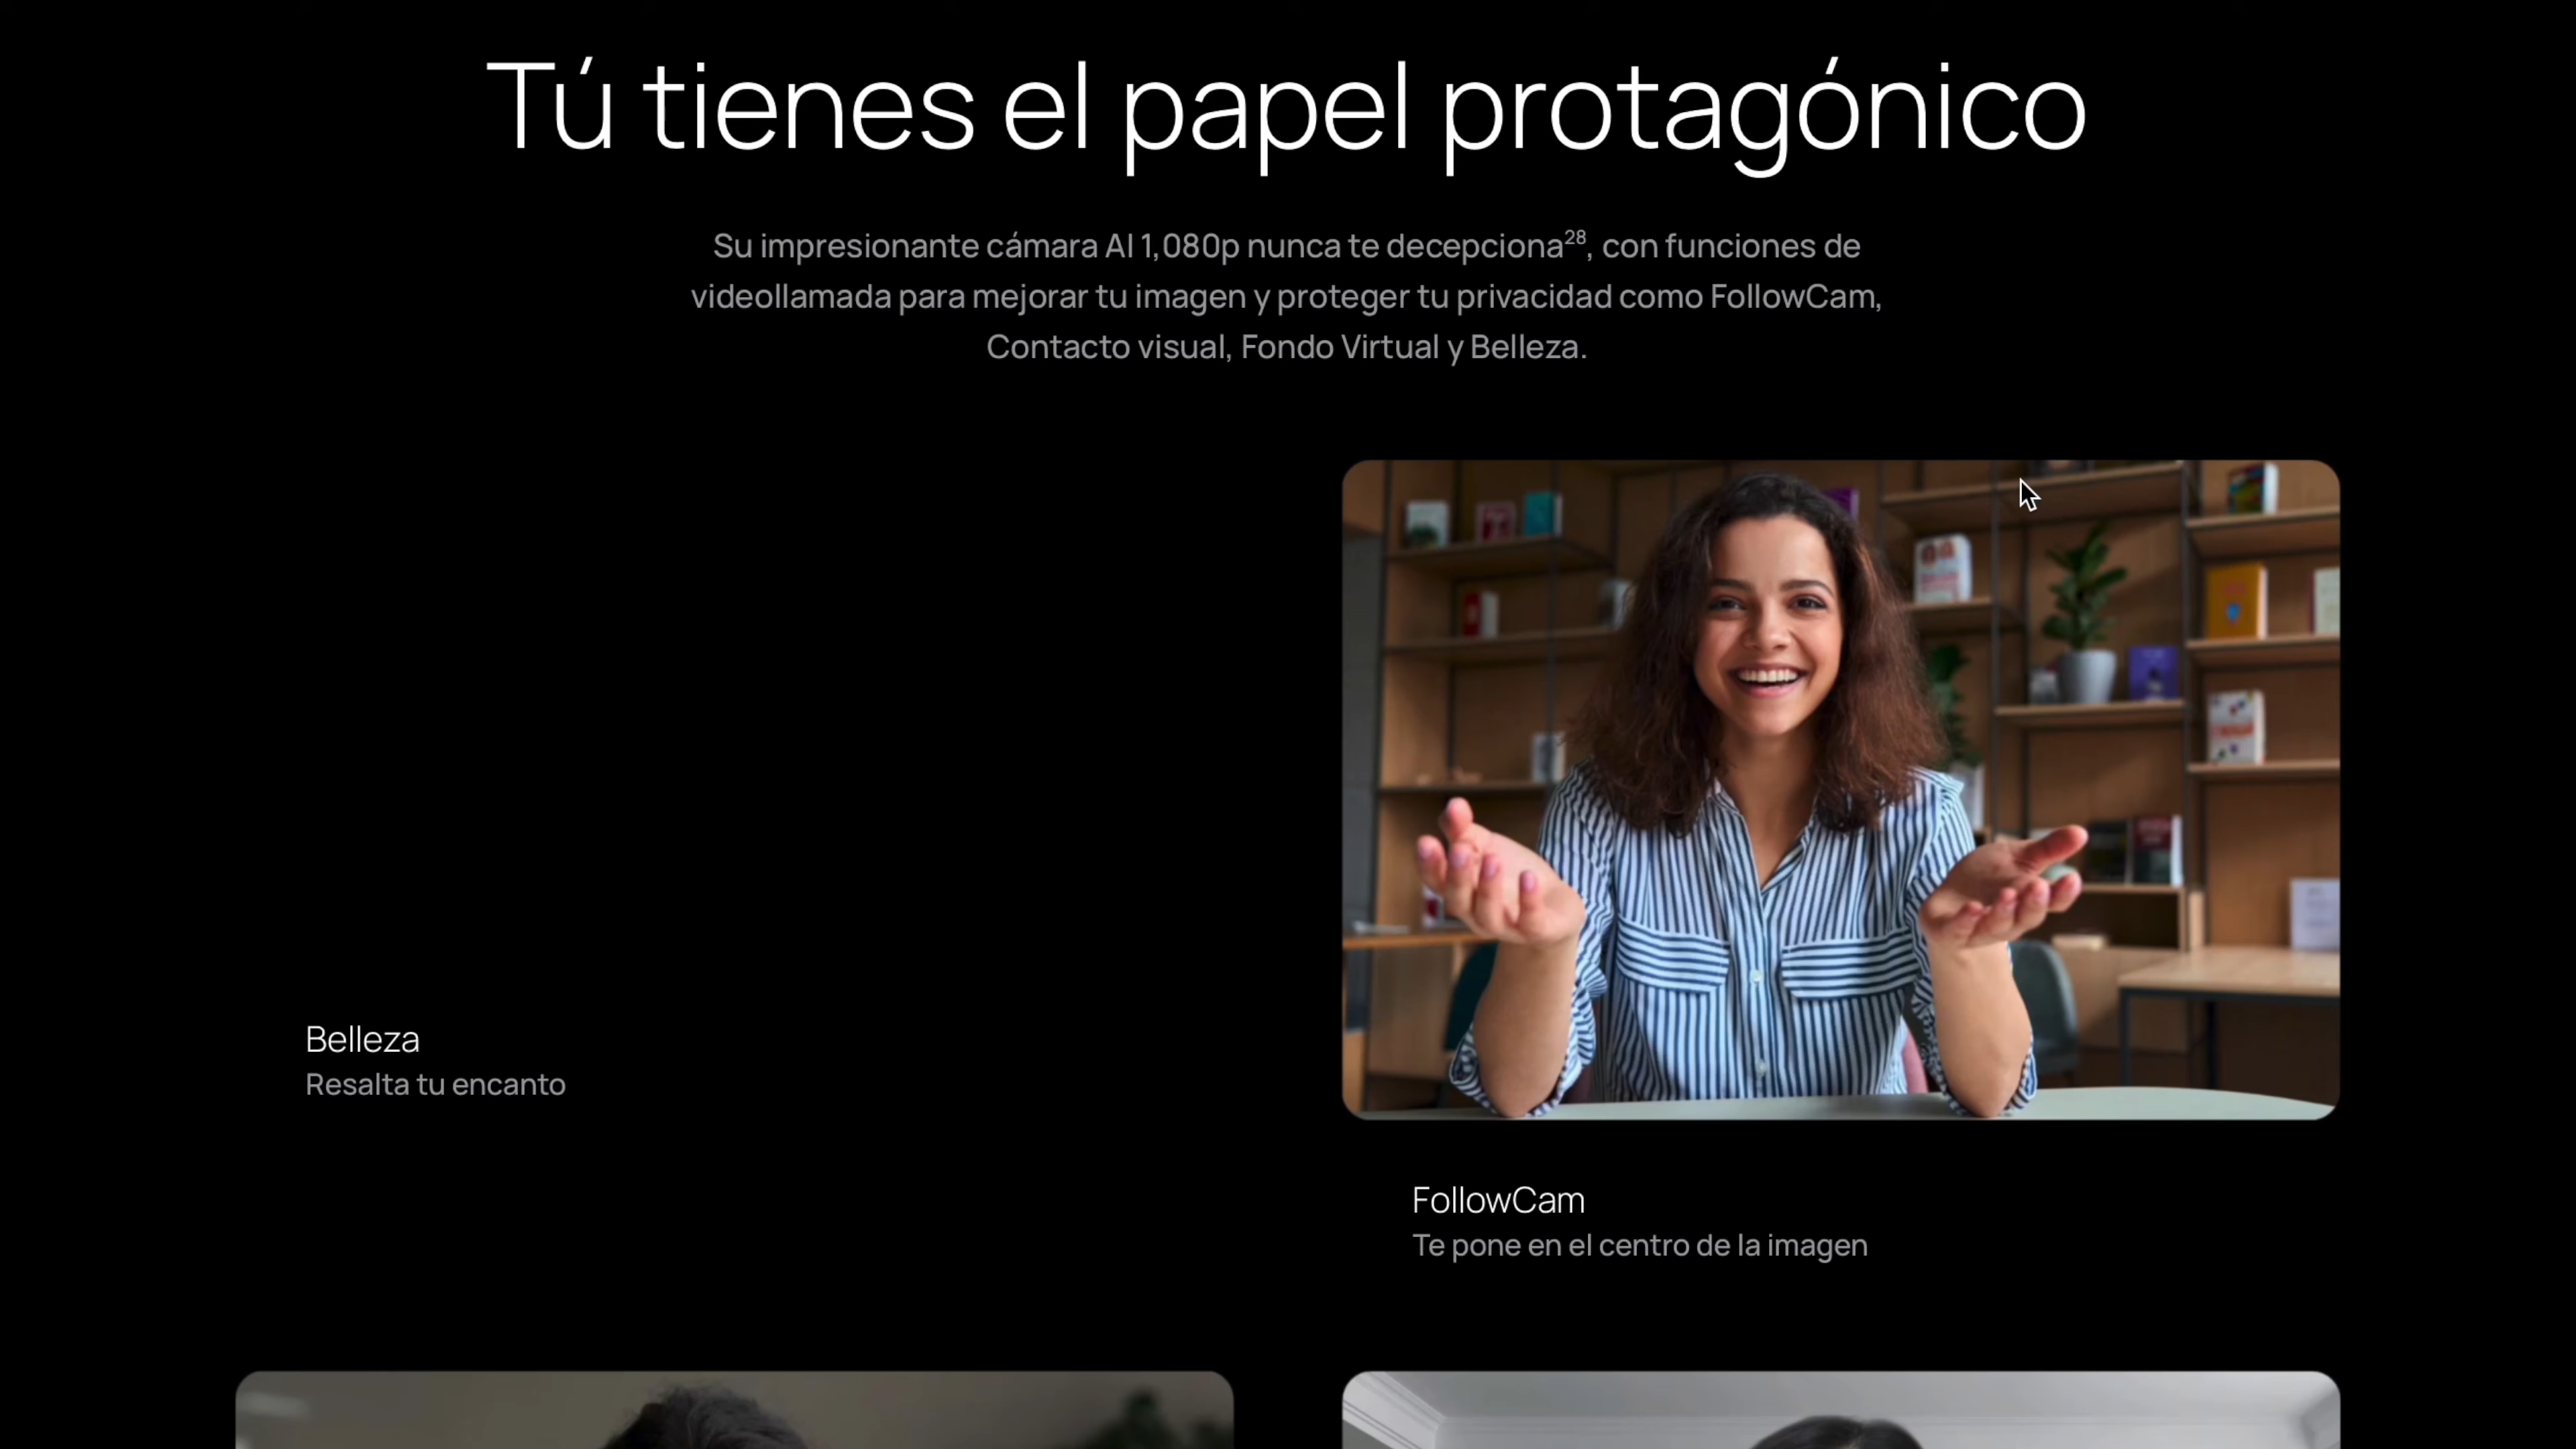 Tú tienes el papel protagónico
Su impresionante cámara AI 1,080p nunca te decepciona28, con funciones de
videollamada para mejorar tu imagen y proteger tu privacidad como FollowCam,
Contacto visual, Fondo Virtual y Belleza.
Belleza
Resalta tu encanto
FollowCam
Te pone en el centro de la imagen